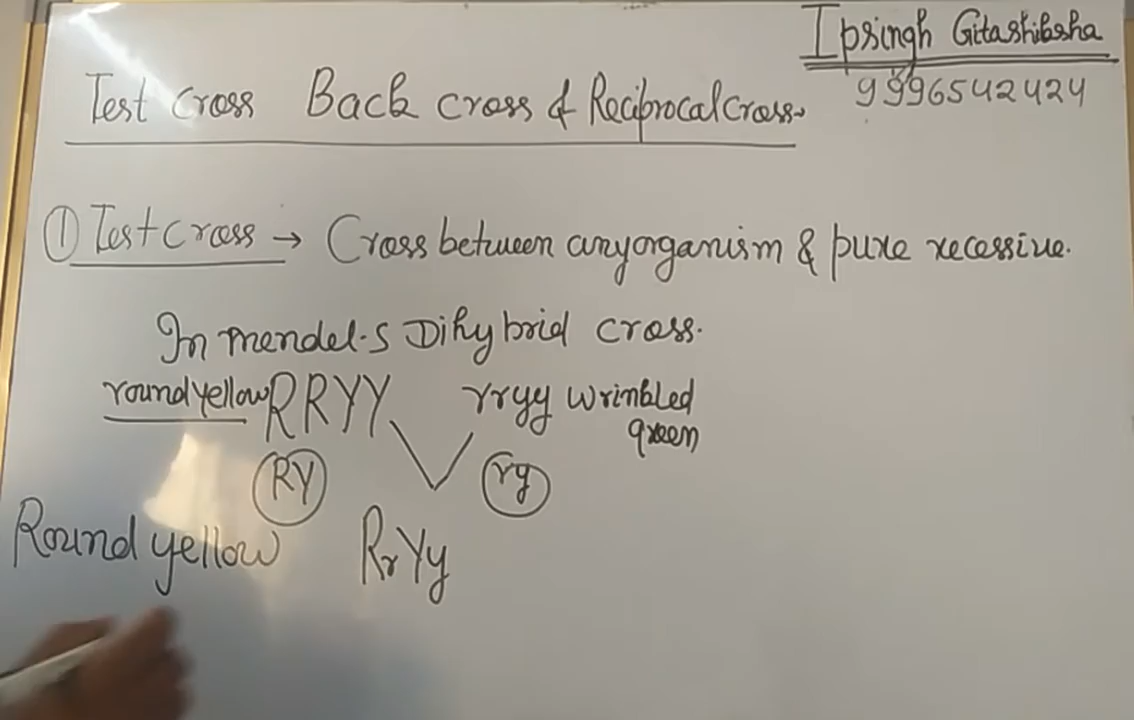 Ipsingh Gitashiksha
9996542424
Test Cross Back cross & Reciprocal Cross→
① Test cross → Cross between any organism & pure recessive.
In mendel's Dihybrid cross.
round yellow RRYY rryy wrinkled
green
RY ry
Round yellow RrYy